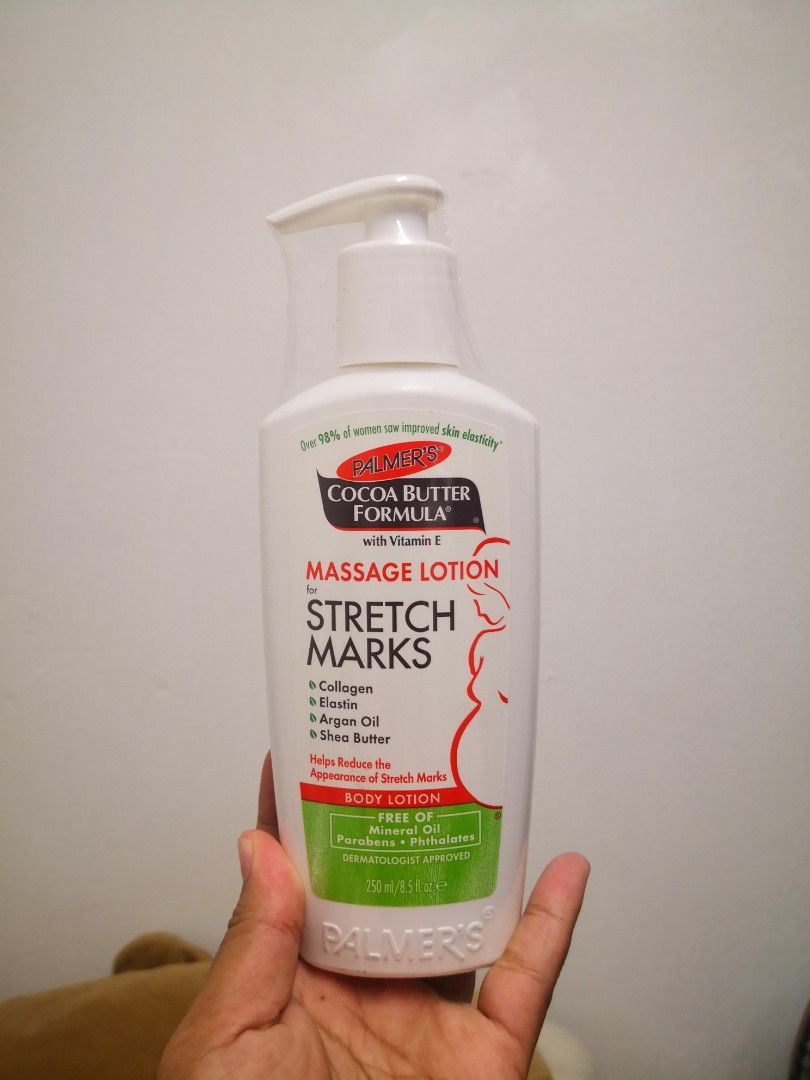 Over 98% of women saw improved skin elasticity*
PALMER'S®
COCOA BUTTER
FORMULA®
with Vitamin E
MASSAGE LOTION
for
STRETCH
MARKS
Collagen
Elastin
Argan Oil
Shea Butter
Helps Reduce the
Appearance of Stretch Marks
BODY LOTION
FREE OF
Mineral Oil
Parabens • Phthalates
DERMATOLOGIST APPROVED
250 ml/8.5 fl. oz. ℮
PALMER'S®